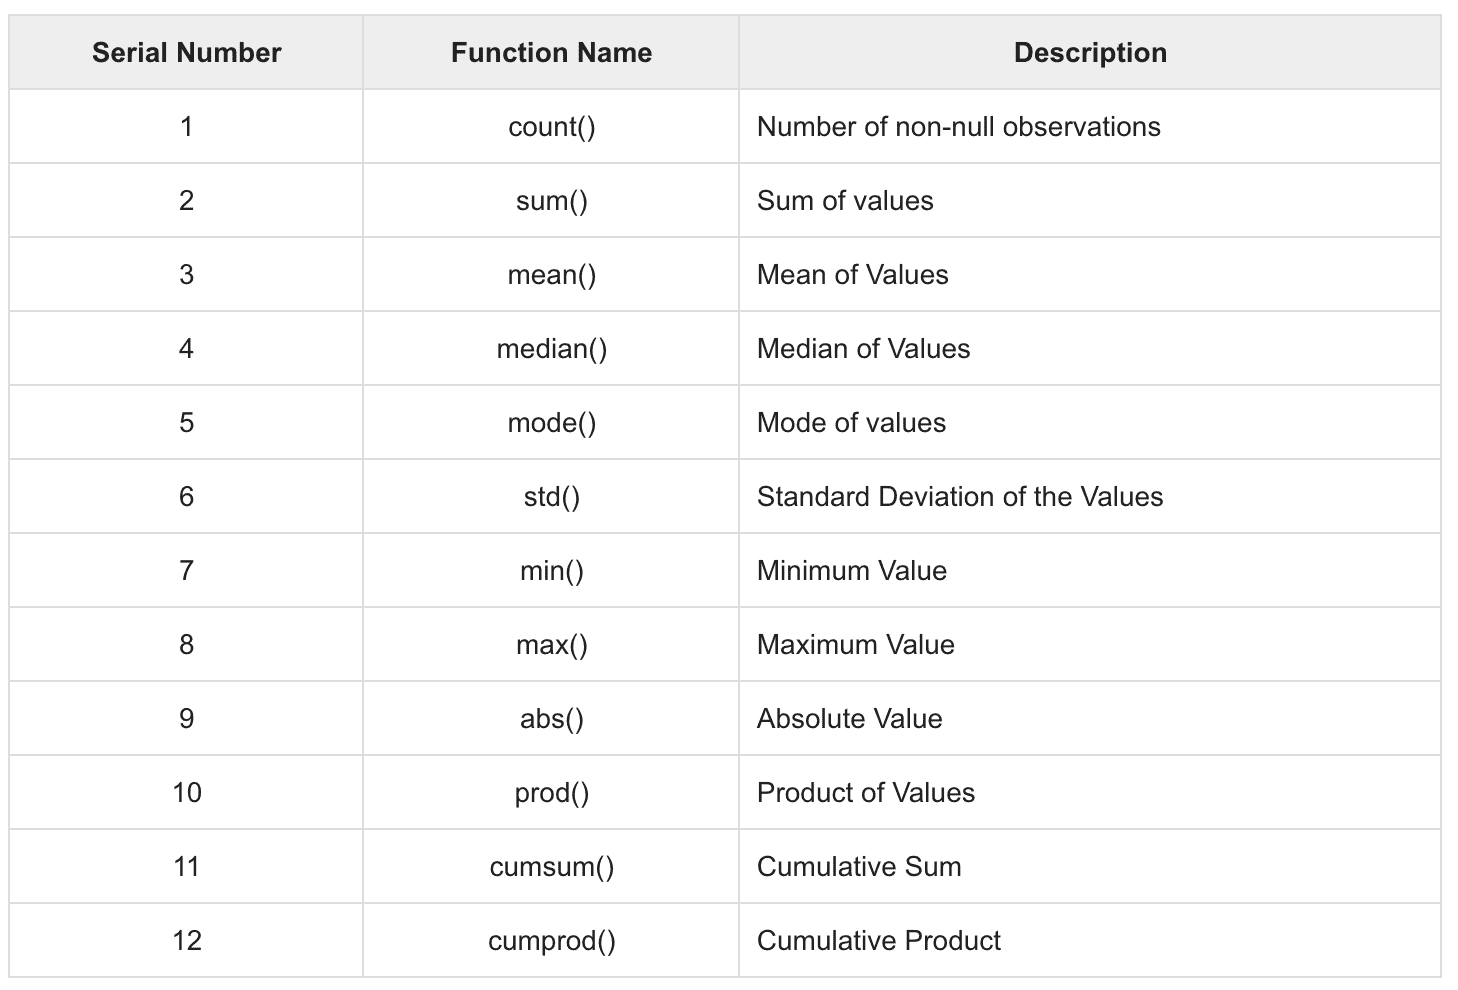 Serial Number Function Name Description
1 count() Number of non-null observations
2 sum() Sum of values
3 mean() Mean of Values
4 median() Median of Values
5 mode() Mode of values
6 std() Standard Deviation of the Values
7 min() Minimum Value
8 max() Maximum Value
9 abs() Absolute Value
10 prod() Product of Values
11 cumsum() Cumulative Sum
12 cumprod() Cumulative Product